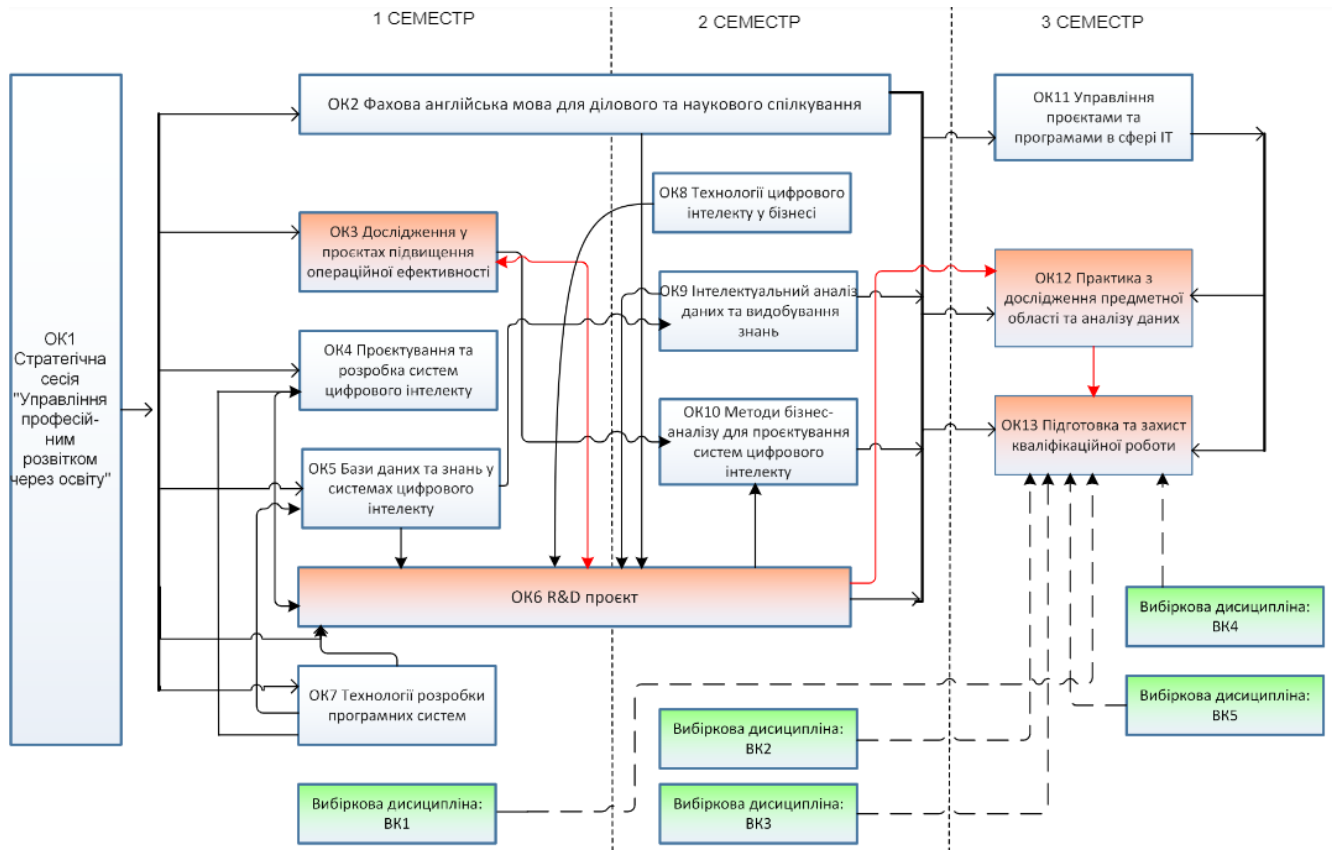 1 СЕМЕСТР
2 СЕМЕСТР
3 СЕМЕСТР
ОК1
Стратегічна
сесія
"Управління
професій-
ним
розвітком
через освіту"
ОК2 Фахова англійська мова для ділового та наукового спілкування
ОК3 Дослідження у
проєктах підвищення
операційної ефективності
ОК4 Проєктування та
розробка систем
цифрового інтелекту
ОК5 Бази даних та знань у
системах цифрового
інтелекту
ОК6 R&D проєкт
ОК7 Технології розробки
програмних систем
Вибіркова дисципліна:
ВК1
ОК8 Технології цифрового
інтелекту у бізнесі
ОК9 Інтелектуальний аналіз
даних та видобування
знань
ОК10 Методи бізнес-
аналізу для проєктування
систем цифрового
інтелекту
Вибіркова дисципліна:
ВК2
Вибіркова дисципліна:
ВК3
ОК11 Управління
проєктами та
програмами в сфері ІТ
ОК12 Практика з
дослідження предметної
області та аналізу даних
ОК13 Підготовка та захист
кваліфікаційної роботи
Вибіркова дисципліна:
ВК4
Вибіркова дисципліна:
ВК5